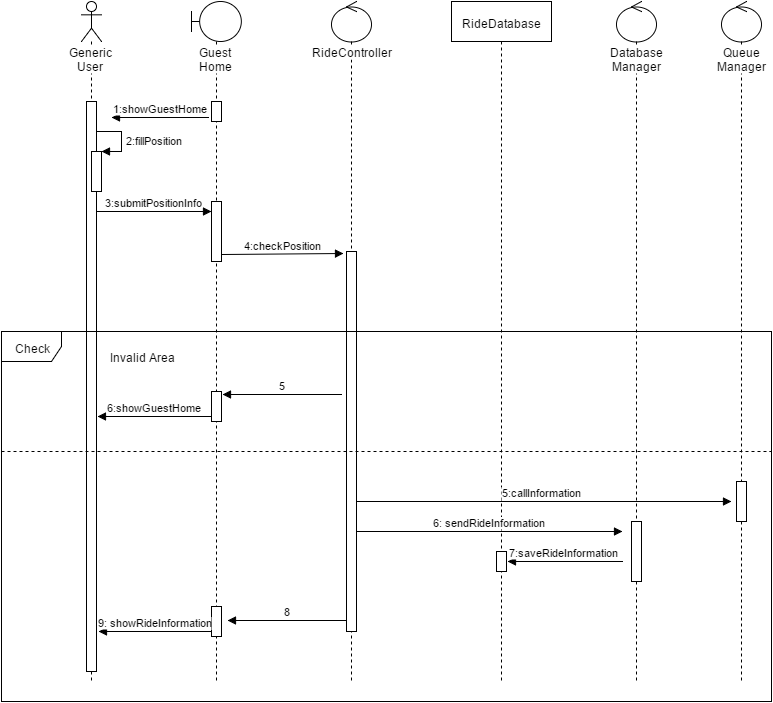 Generic
User
Guest
Home
RideController
RideDatabase
Database
Manager
Queue
Manager
1:showGuestHome
2:fillPosition
3:submitPositionInfo
4:checkPosition
Check
Invalid Area
5
6:showGuestHome
5:callInformation
6: sendRideInformation
7:saveRideInformation
8
9: showRideInformation